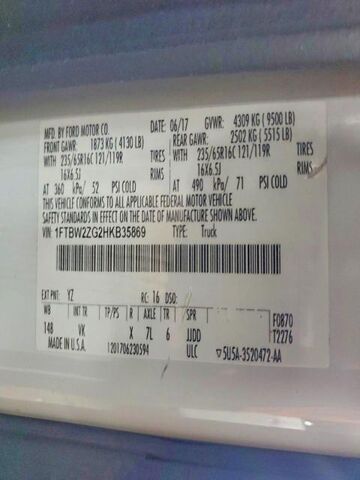 MFD. BY FORD MOTOR CO. DATE: 06/17 GVWR: 4309 KG ( 9500 LB)
FRONT GAWR: 1873 KG ( 4130 LB) REAR GAWR: 2502 KG ( 5515 LB)
WITH 235/65R16C 121/119R TIRES WITH 235/65R16C 121/119R TIRES
16X6.5J RIMS 16X6.5J RIMS
AT 360 kPa/ 52 PSI COLD AT 490 kPa/ 71 PSI COLD
THIS VEHICLE CONFORMS TO ALL APPLICABLE FEDERAL MOTOR VEHICLE
SAFETY STANDARDS IN EFFECT ON THE DATE OF MANUFACTURE SHOWN ABOVE.
VIN: 1FTBW2ZG2HKB35869 TYPE: Truck
EXT PNT: YZ RC: 16 DSO:
WB INT TR TP/PS R AXLE TR SPR F0870
148 VK X 7L 6 JJDD T2276
MADE IN U.S.A. 1201706230594 ULC 5U5A-3520472-AA